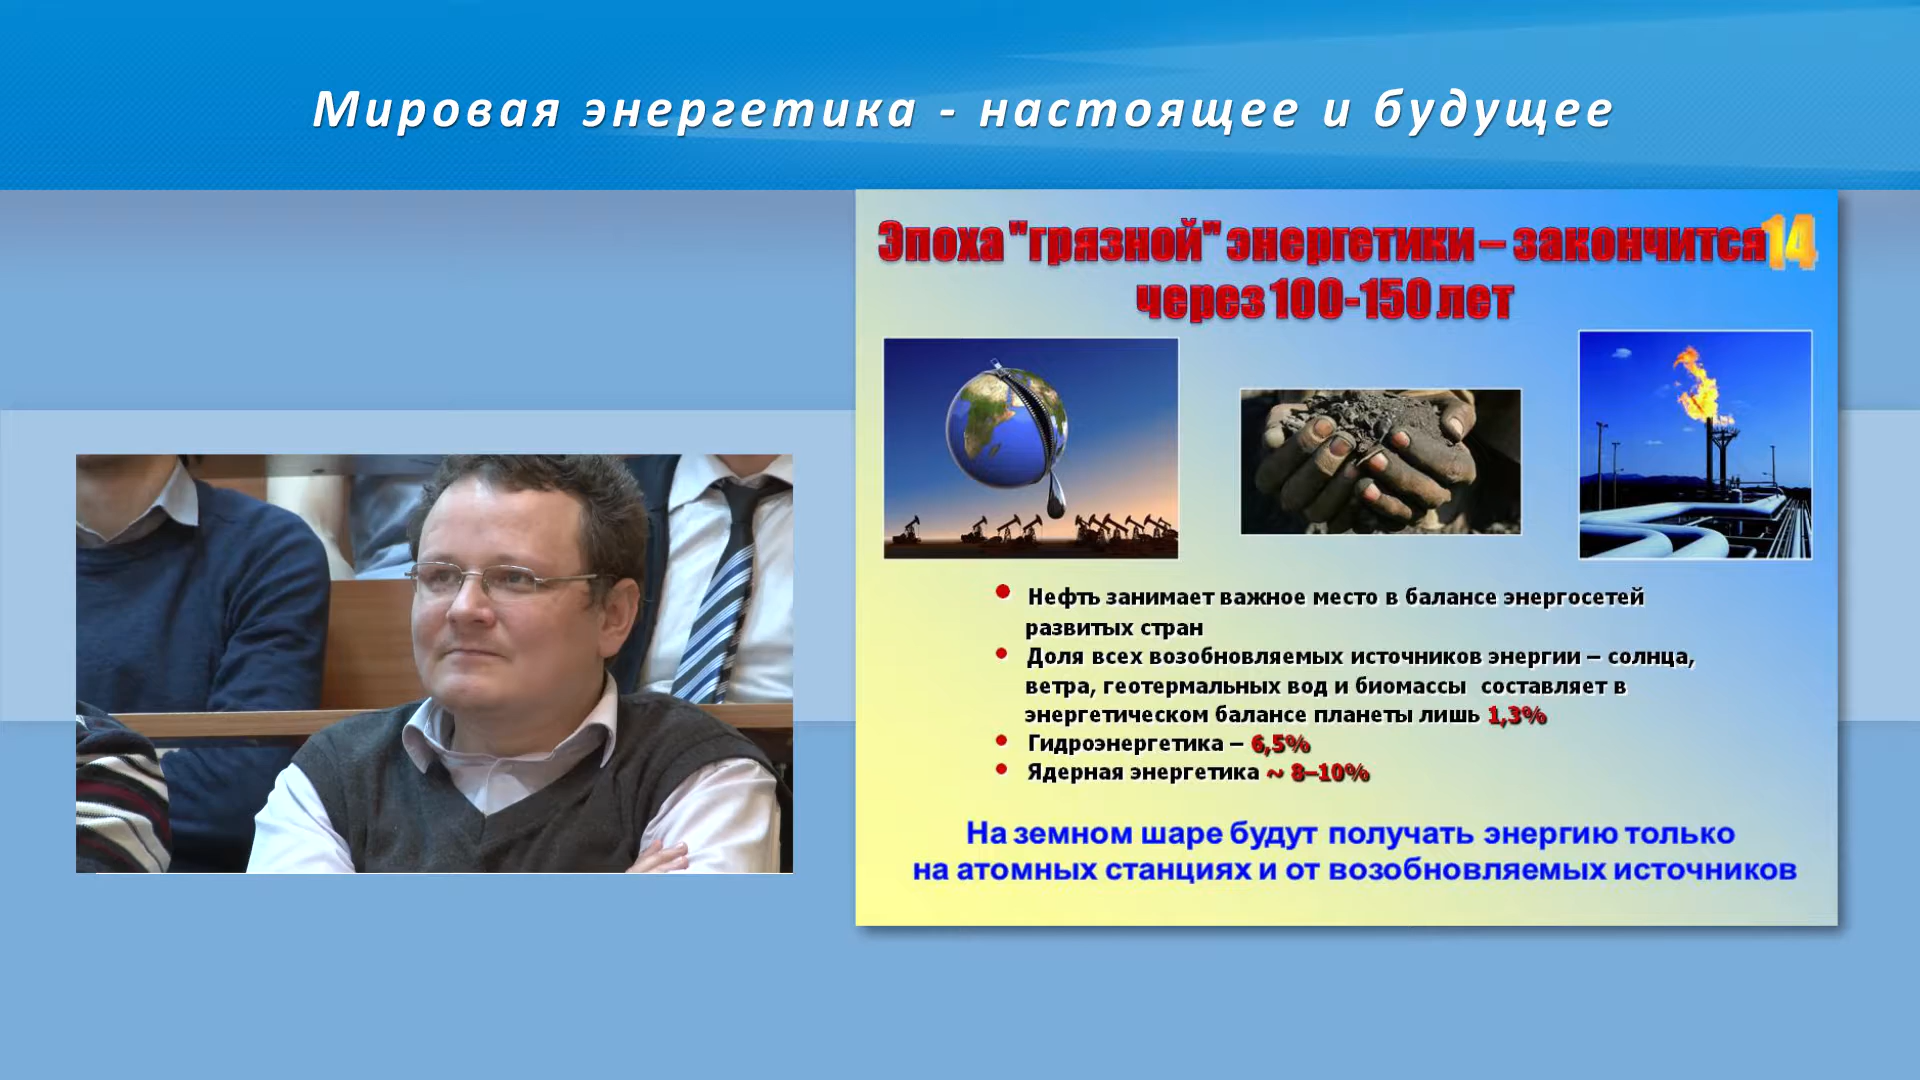 Мировая энергетика - настоящее и будущее
Эпоха "грязной" энергетики – закончится
14
через 100-150 лет
Нефть занимает важное место в балансе энергосетей
развитых стран
Доля всех возобновляемых источников энергии – солнца,
ветра, геотермальных вод и биомассы составляет в
энергетическом балансе планеты лишь 1,3%
Гидроэнергетика – 6,5%
Ядерная энергетика ~ 8–10%
На земном шаре будут получать энергию только
на атомных станциях и от возобновляемых источников